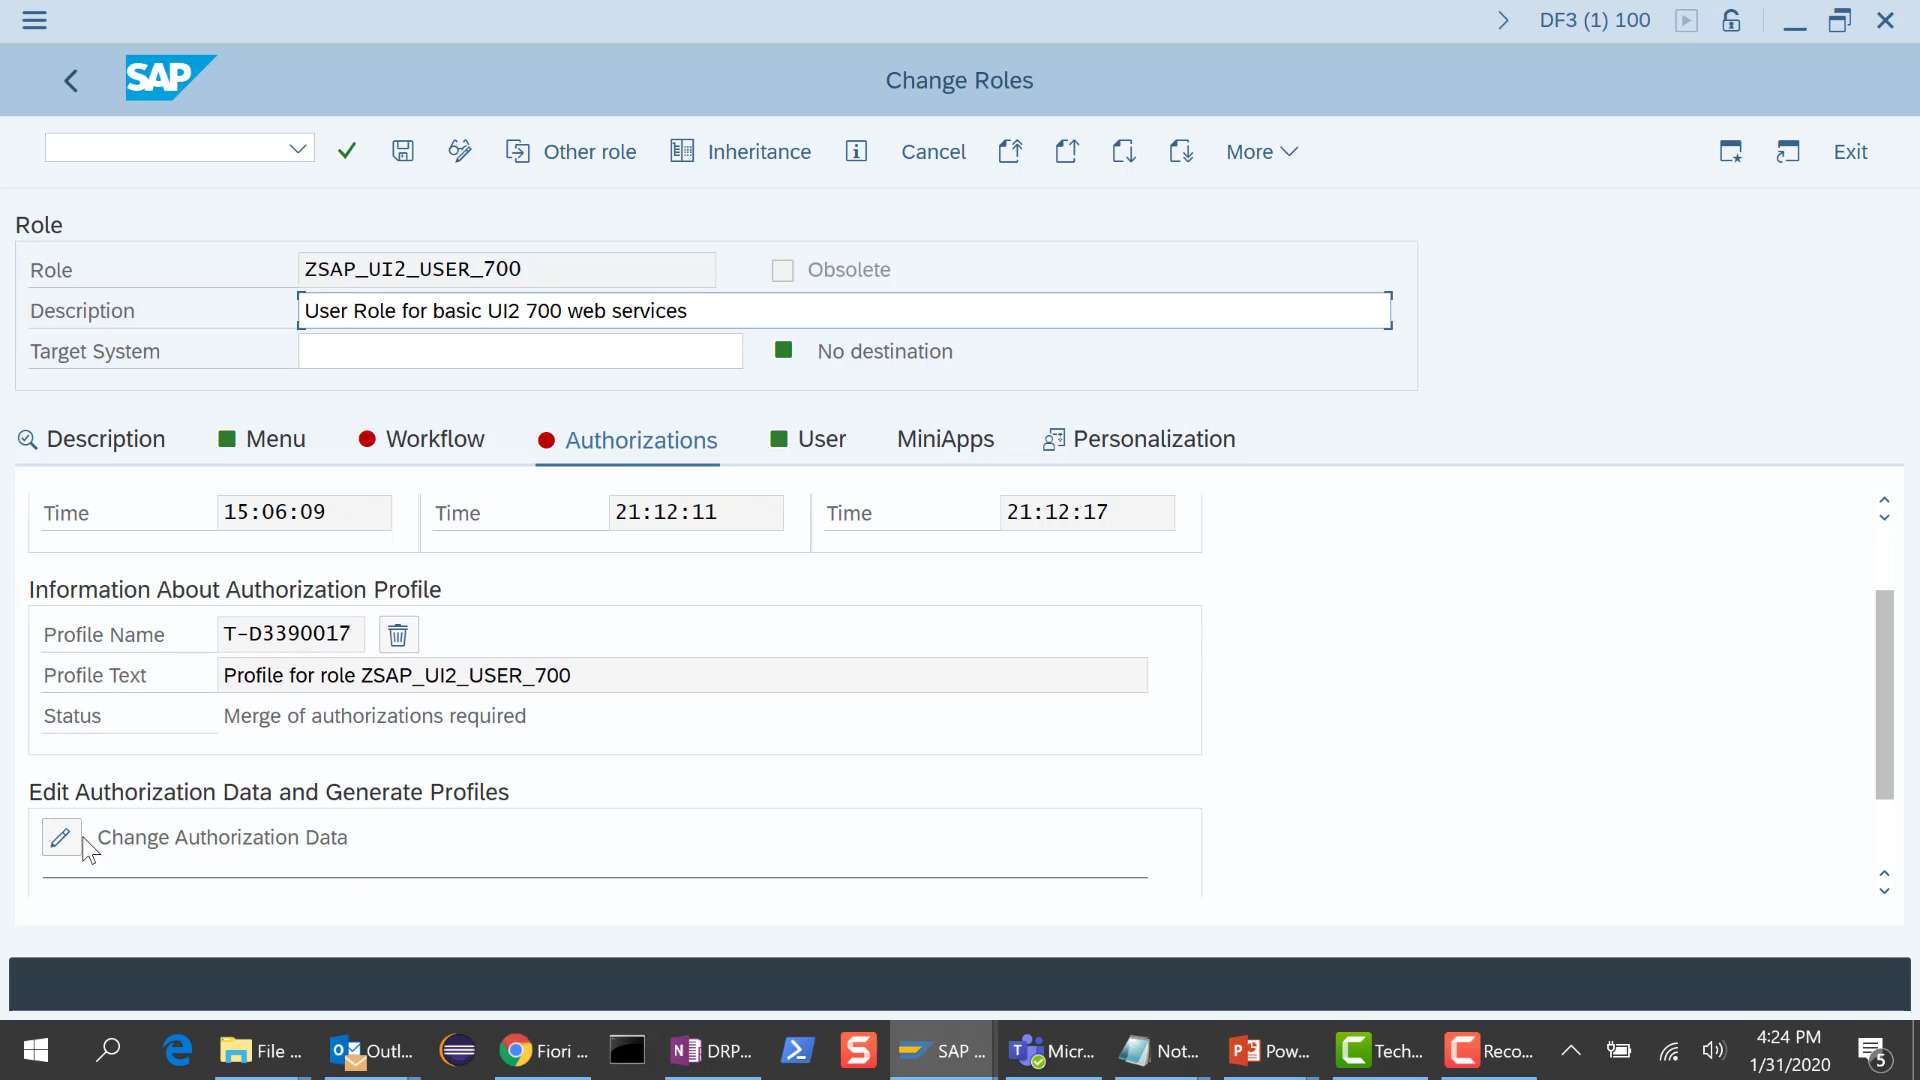 DF3 (1) 100
SAP
Change Roles
Other role
Inheritance
Cancel
More
Exit
Role
Role
ZSAP_UI2_USER_700
Obsolete
Description
User Role for basic UI2 700 web services
Target System
No destination
Description
Menu
Workflow
Authorizations
User
MiniApps
Personalization
Time
15:06:09
Time
21:12:11
Time
21:12:17
Information About Authorization Profile
Profile Name
T-D3390017
Profile Text
Profile for role ZSAP_UI2_USER_700
Status
Merge of authorizations required
Edit Authorization Data and Generate Profiles
Change Authorization Data
File ...
Outl...
Fiori ...
DRP...
SAP ...
Micr...
Not...
Pow...
Tech...
Reco...
4:24 PM
1/31/2020
5